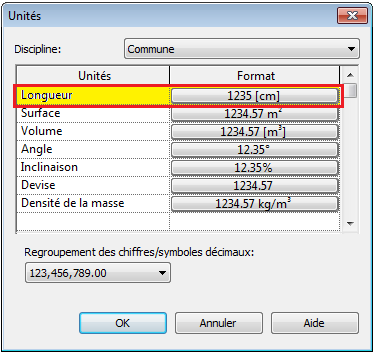 Unités
Discipline: Commune
Unités Format
Longueur 1235 [cm]
Surface 1234.57 m²
Volume 1234.57 [m³]
Angle 12.35°
Inclinaison 12.35%
Devise 1234.57
Densité de la masse 1234.57 kg/m³
Regroupement des chiffres/symboles décimaux:
123,456,789.00
OK Annuler Aide